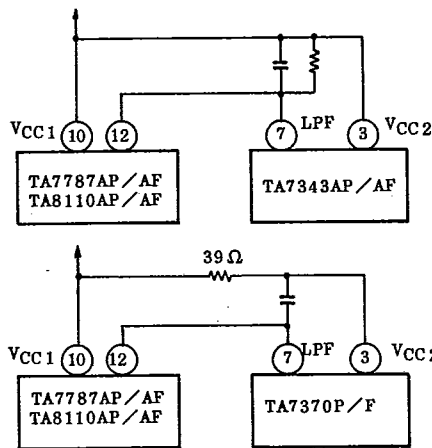 LPF
VCC1 10 12 7 3 VCC2
TA7787AP/AF
TA8110AP/AF
TA7343AP/AF
39Ω
LPF
VCC1 10 12 7 3 VCC2
TA7787AP/AF
TA8110AP/AF
TA7370P/F